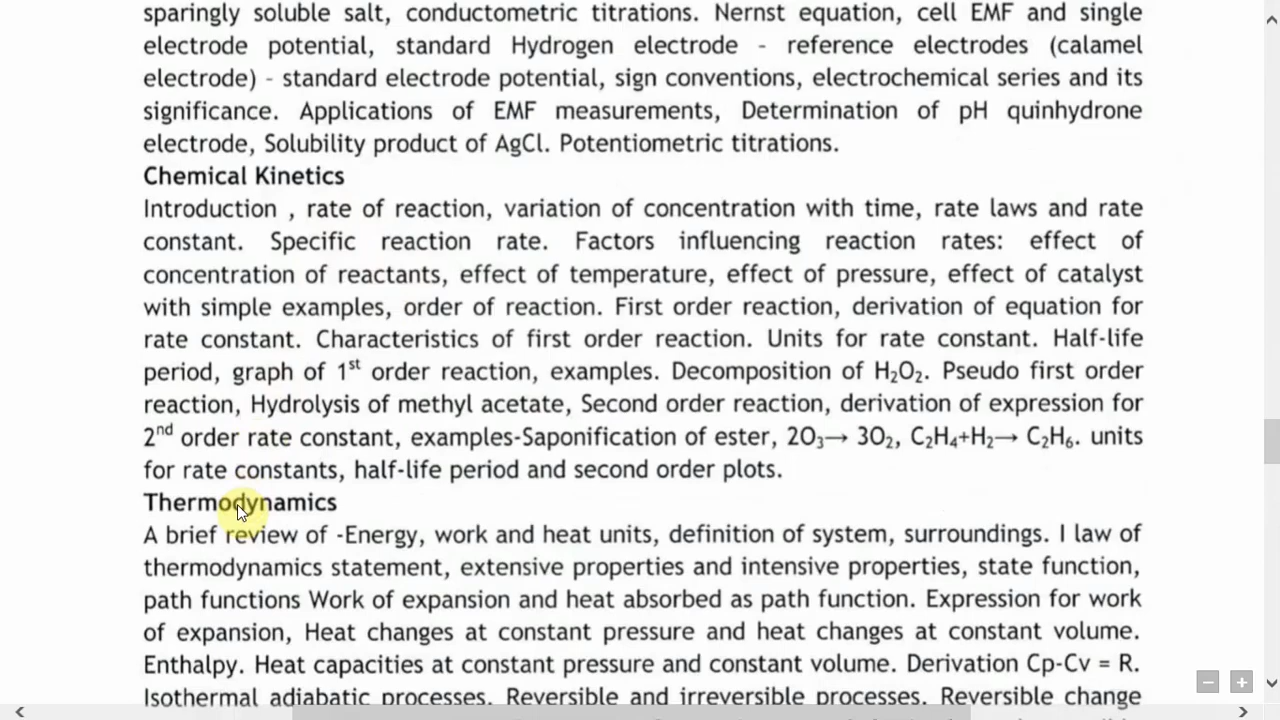 sparingly soluble salt, conductometric titrations. Nernst equation, cell EMF and single
electrode potential, standard Hydrogen electrode - reference electrodes (calamel
electrode) - standard electrode potential, sign conventions, electrochemical series and its
significance. Applications of EMF measurements, Determination of pH quinhydrone
electrode, Solubility product of AgCl. Potentiometric titrations.
Chemical Kinetics
Introduction , rate of reaction, variation of concentration with time, rate laws and rate
constant. Specific reaction rate. Factors influencing reaction rates: effect of
concentration of reactants, effect of temperature, effect of pressure, effect of catalyst
with simple examples, order of reaction. First order reaction, derivation of equation for
rate constant. Characteristics of first order reaction. Units for rate constant. Half-life
period, graph of 1st order reaction, examples. Decomposition of H₂O₂. Pseudo first order
reaction, Hydrolysis of methyl acetate, Second order reaction, derivation of expression for
2nd order rate constant, examples-Saponification of ester, 2O₃→ 3O₂, C₂H₄+H₂→ C₂H₆. units
for rate constants, half-life period and second order plots.
Thermodynamics
A brief review of -Energy, work and heat units, definition of system, surroundings. I law of
thermodynamics statement, extensive properties and intensive properties, state function,
path functions Work of expansion and heat absorbed as path function. Expression for work
of expansion, Heat changes at constant pressure and heat changes at constant volume.
Enthalpy. Heat capacities at constant pressure and constant volume. Derivation Cp-Cv = R.
Isothermal adiabatic processes. Reversible and irreversible processes. Reversible change